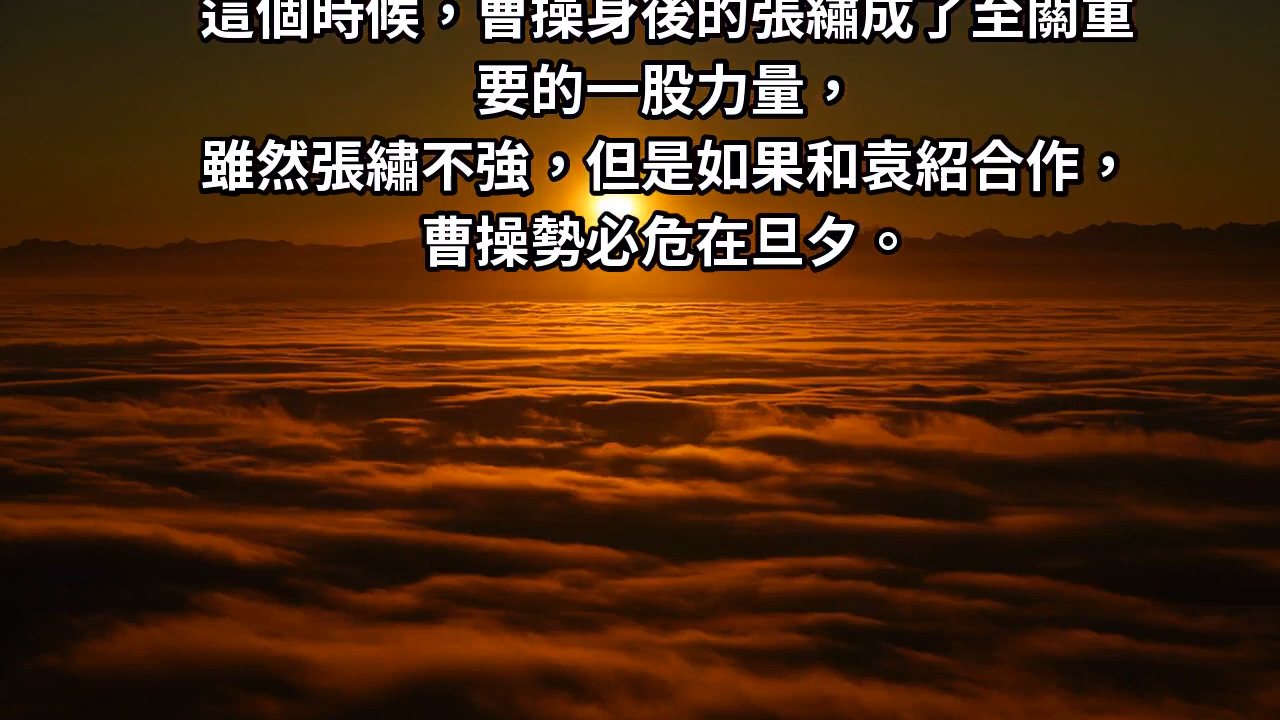 這個時候，曹操身後的張繡成了至關重
要的一股力量，
雖然張繡不強，但是如果和袁紹合作，
曹操勢必危在旦夕。